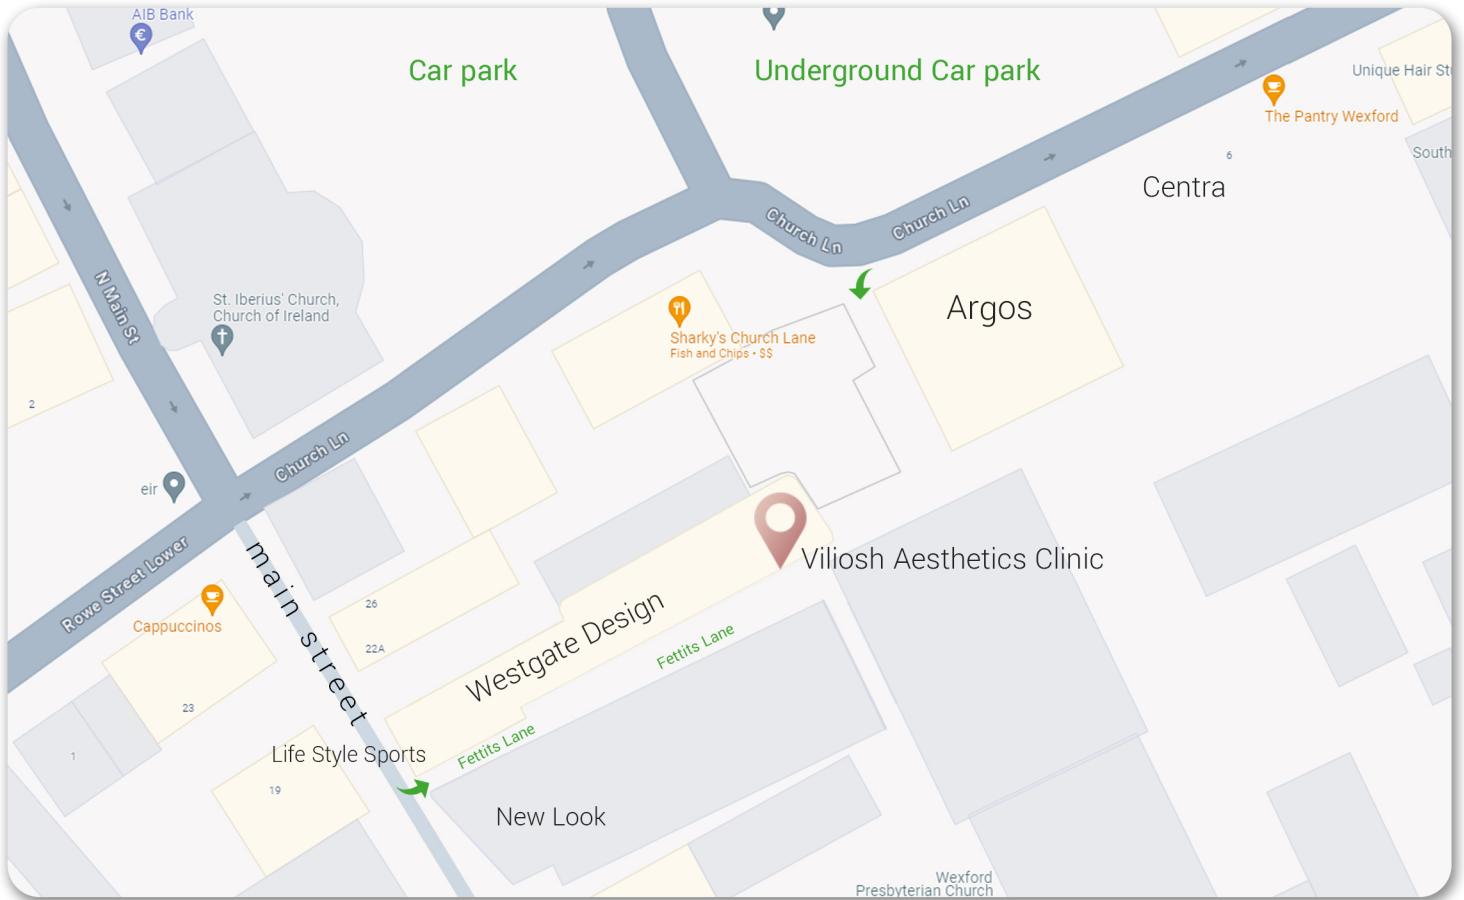 AIB Bank
€
Car park
Underground Car park
Unique Hair Stu
The Pantry Wexford
6
South
Centra
Church Ln
Church Ln
N Main St
St. Iberius' Church,
Church of Ireland
Argos
Sharky's Church Lane
Fish and Chips • $$
2
Church Ln
eir
Rowe Street Lower
main street
Viliosh Aesthetics Clinic
26
22A
Cappuccinos
Westgate Design
Fettits Lane
23
1
Life Style Sports
Fettits Lane
19
New Look
Wexford
Presbyterian Church